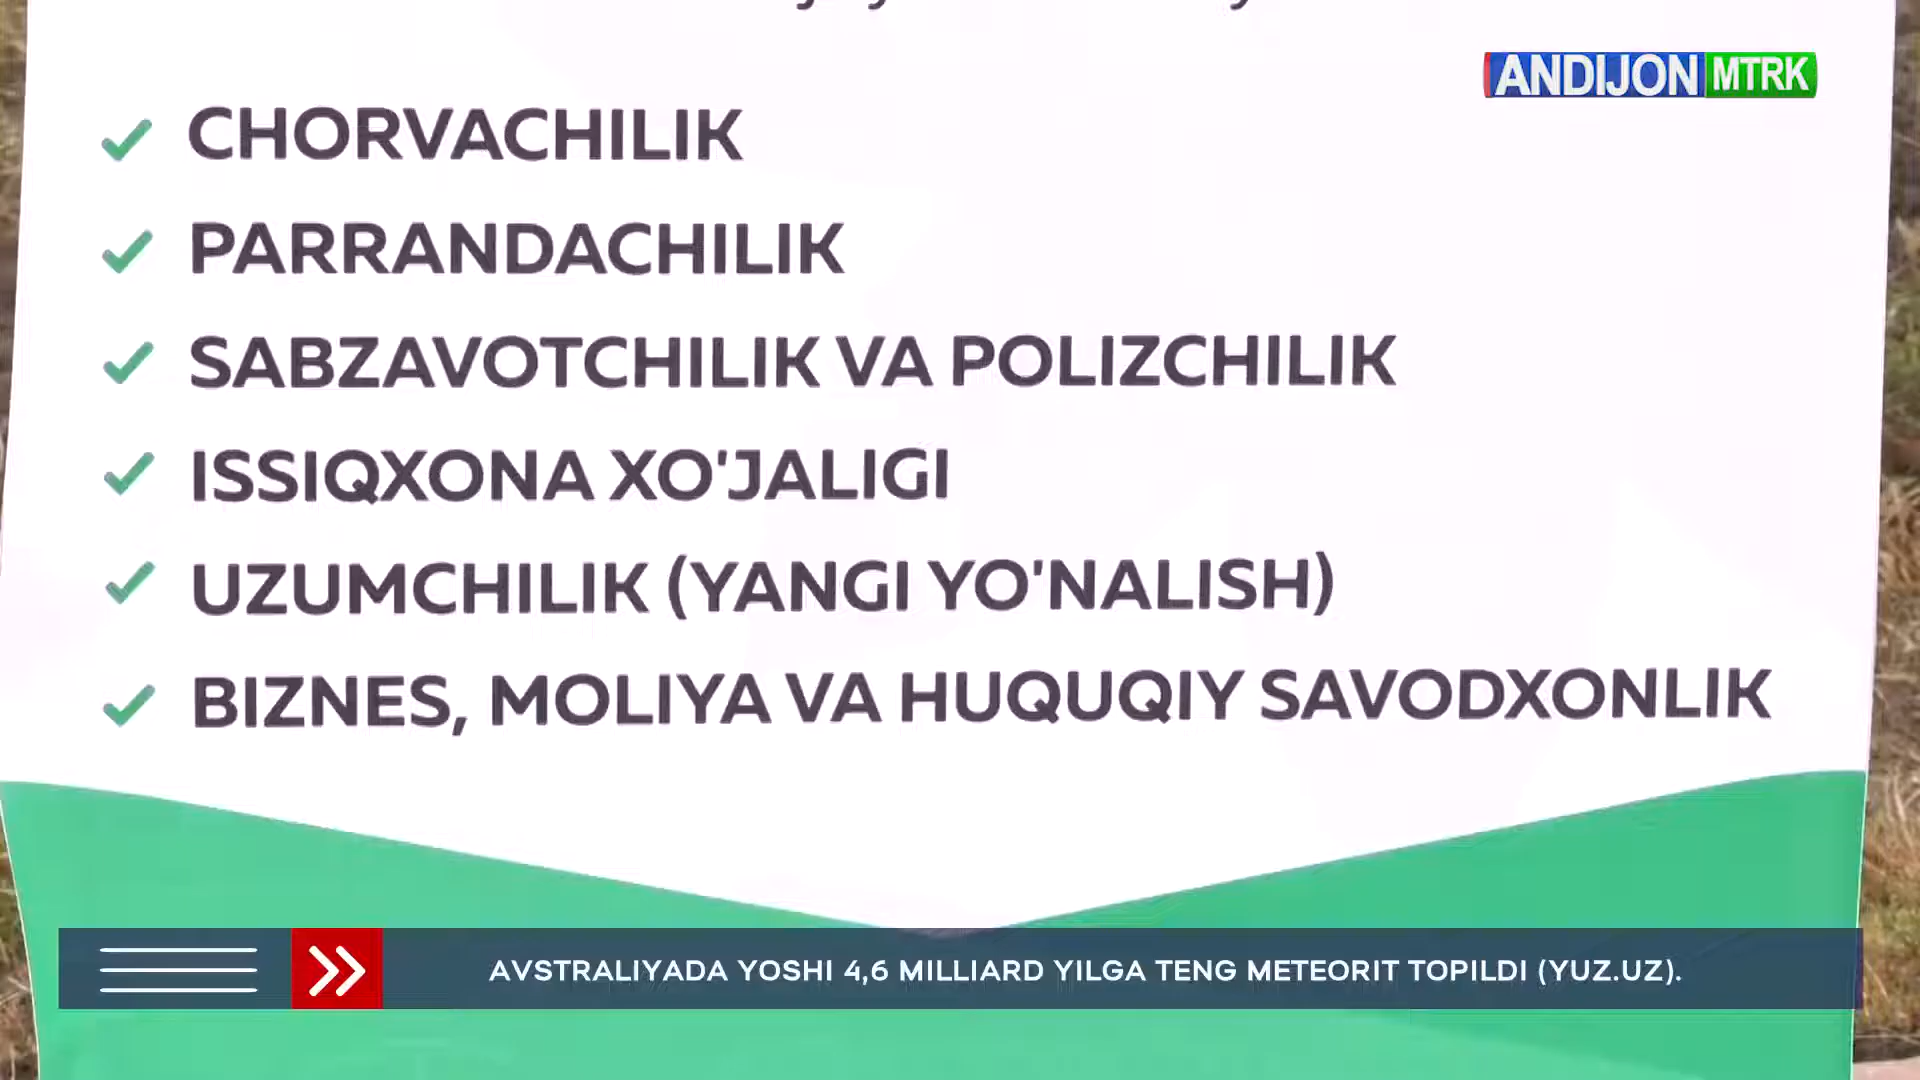 ANDIJON MTRK
CHORVACHILIK
PARRANDACHILIK
SABZAVOTCHILIK VA POLIZCHILIK
ISSIQXONA XO'JALIGI
UZUMCHILIK (YANGI YO'NALISH)
BIZNES, MOLIYA VA HUQUQIY SAVODXONLIK
AVSTRALIYADA YOSHI 4,6 MILLIARD YILGA TENG METEORIT TOPILDI (YUZ.UZ).